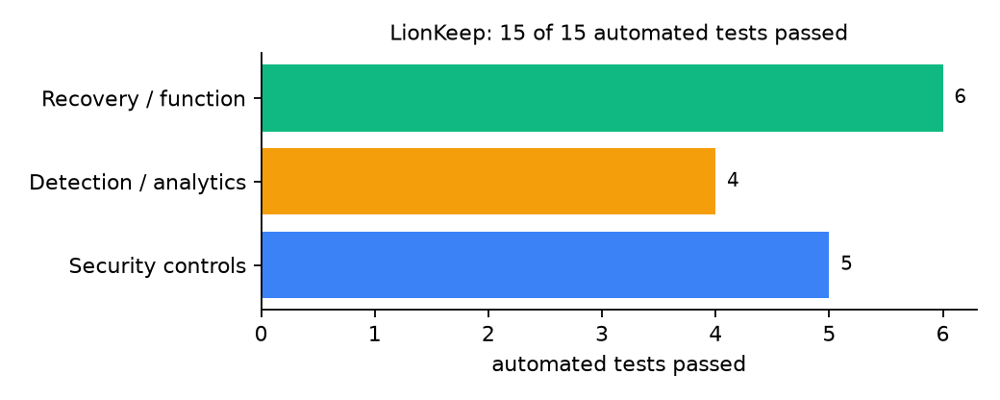 LionKeep: 15 of 15 automated tests passed
Recovery / function
6
Detection / analytics
4
Security controls
5
0 1 2 3 4 5 6
automated tests passed